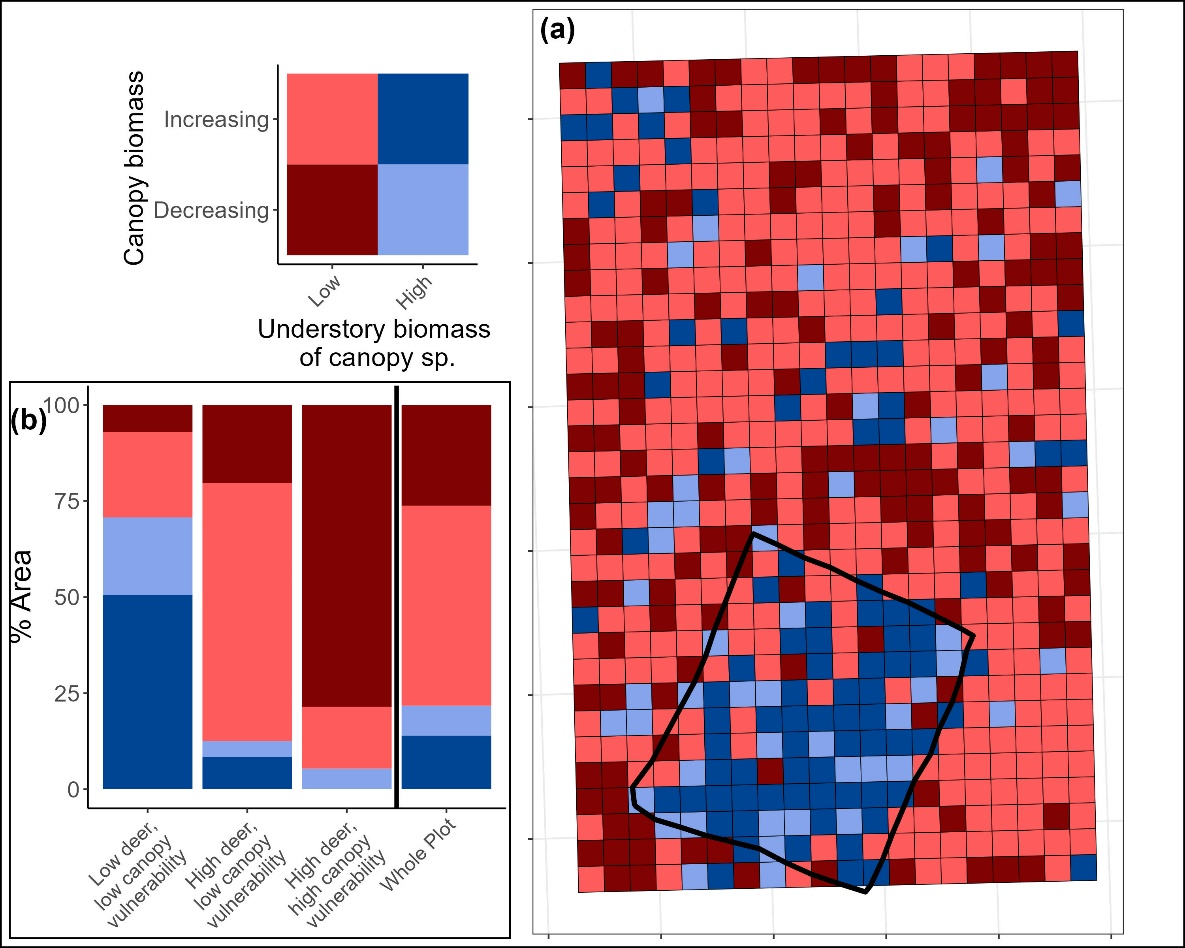 (a)
Canopy biomass
Increasing
Decreasing
Low
High
Understory biomass
of canopy sp.
(b)
% Area
100
75
50
25
0
Low deer,
low canopy
vulnerability
High deer,
low canopy
vulnerability
High deer,
high canopy
vulnerability
Whole Plot